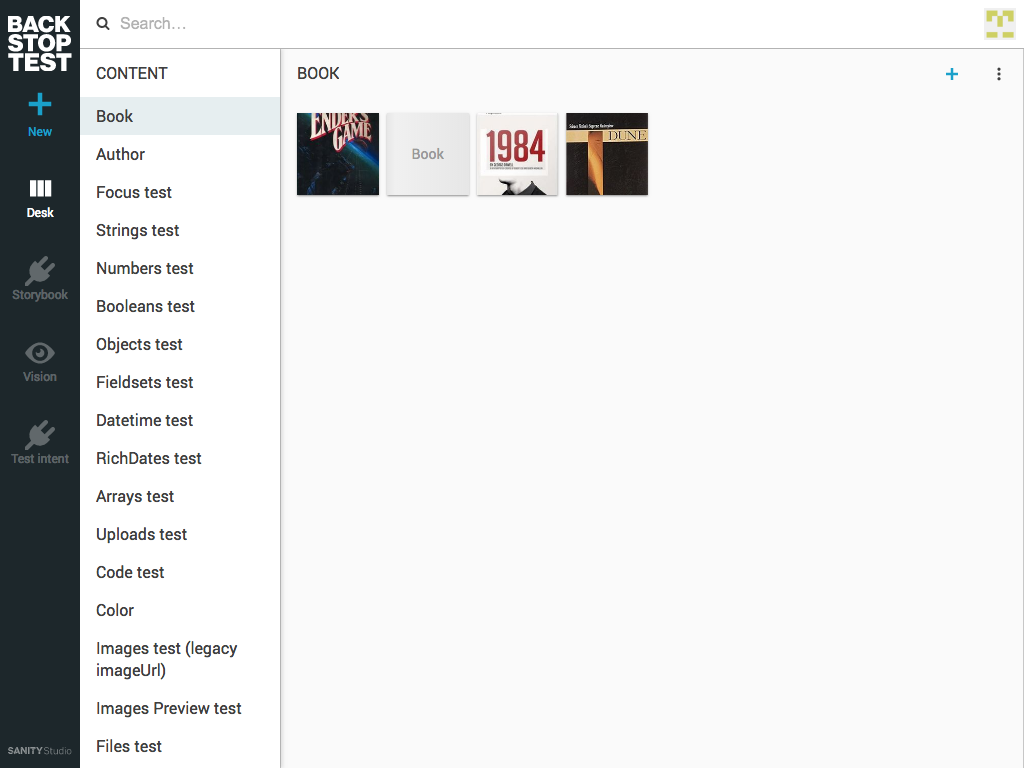 BACK
STOP
TEST
Search…
New
Desk
Storybook
Vision
Test intent
SANITY Studio
CONTENT
Book
Author
Focus test
Strings test
Numbers test
Booleans test
Objects test
Fieldsets test
Datetime test
RichDates test
Arrays test
Uploads test
Code test
Color
Images test (legacy
imageUrl)
Images Preview test
Files test
BOOK
ENDER'S
GAME
Book
1984
DUNE